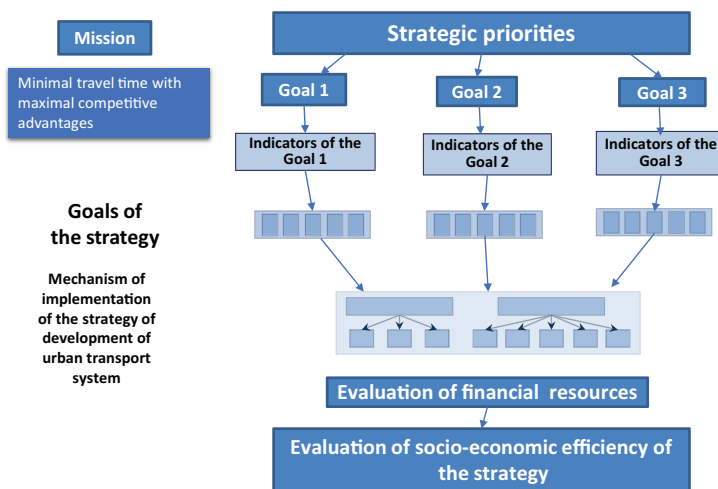 Mission
Minimal travel time with
maximal competitive
advantages
Strategic priorities
Goal 1
Goal 2
Goal 3
Indicators of the
Goal 1
Indicators of the
Goal 2
Indicators of the
Goal 3
Goals of
the strategy
Mechanism of
implementation
of the strategy of
development of
urban transport
system
Evaluation of financial resources
Evaluation of socio-economic efficiency of
the strategy